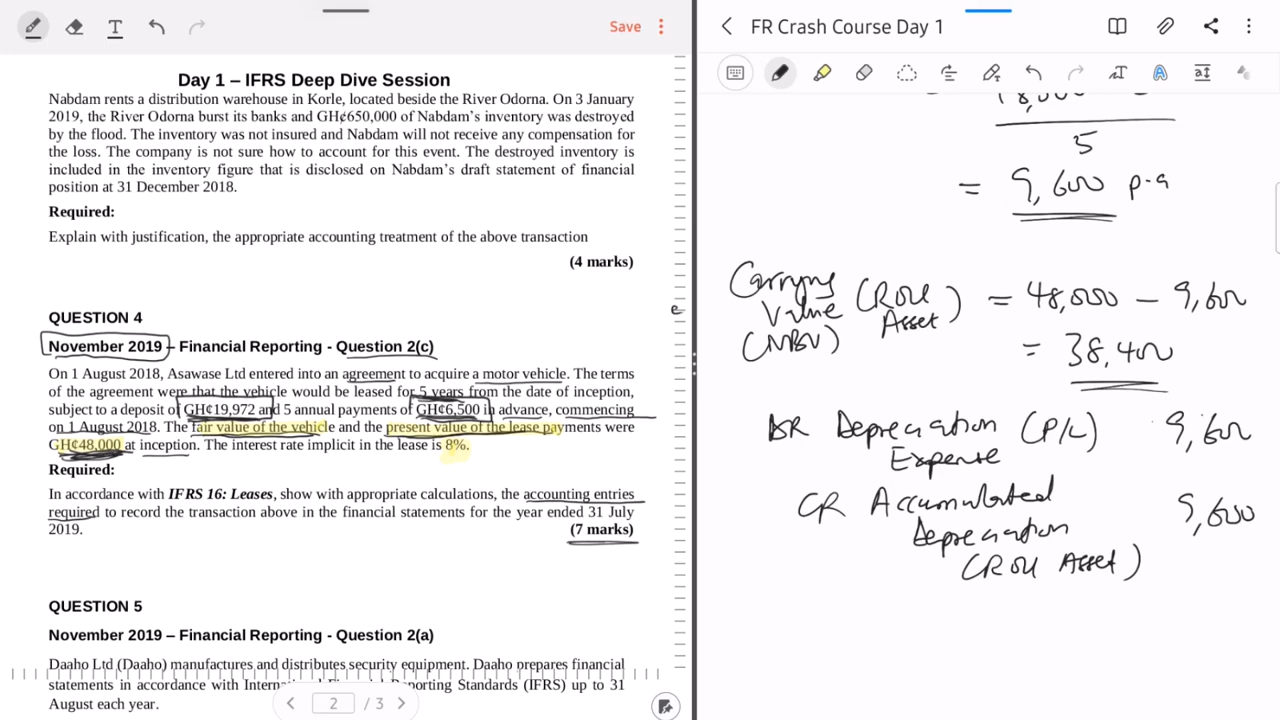 Save
Day 1 – IFRS Deep Dive Session
Nabdam rents a distribution warehouse in Korle, located beside the River Odorna. On 3 January
2019, the River Odorna burst its banks and GH¢650,000 of Nabdam's inventory was destroyed
by the flood. The inventory was not insured and Nabdam will not receive any compensation for
the loss. The company is not sure how to account for this event. The destroyed inventory is
included in the inventory figure that is disclosed on Nabdam's draft statement of financial
position at 31 December 2018.
Required:
Explain with justification, the appropriate accounting treatment of the above transaction
(4 marks)
QUESTION 4
November 2019 – Financial Reporting - Question 2(c)
On 1 August 2018, Asawase Ltd entered into an agreement to acquire a motor vehicle. The terms
of the agreement were that the vehicle would be leased for 5 years from the date of inception,
subject to a deposit of GH¢19,972 and 5 annual payments of GH¢6,500 in advance, commencing
on 1 August 2018. The fair value of the vehicle and the present value of the lease payments were
GH¢48,000 at inception. The interest rate implicit in the lease is 8%.
Required:
In accordance with IFRS 16: Leases, show with appropriate calculations, the accounting entries
required to record the transaction above in the financial statements for the year ended 31 July
2019.
(7 marks)
QUESTION 5
November 2019 – Financial Reporting - Question 2(a)
Daaho Ltd (Daaho) manufactures and distributes security equipment. Daaho prepares financial
statements in accordance with Reporting Standards (IFRS) up to 31
August each year.
2 / 3
FR Crash Course Day 1
5
= 9,600 p.a
Carrying Value (ROU Asset) = 48,000 - 9,600
(NBV)
= 38,400
DR Depreciation (P/L) 9,600
Expense
CR Accumulated 9,600
Depreciation
(ROU Asset)